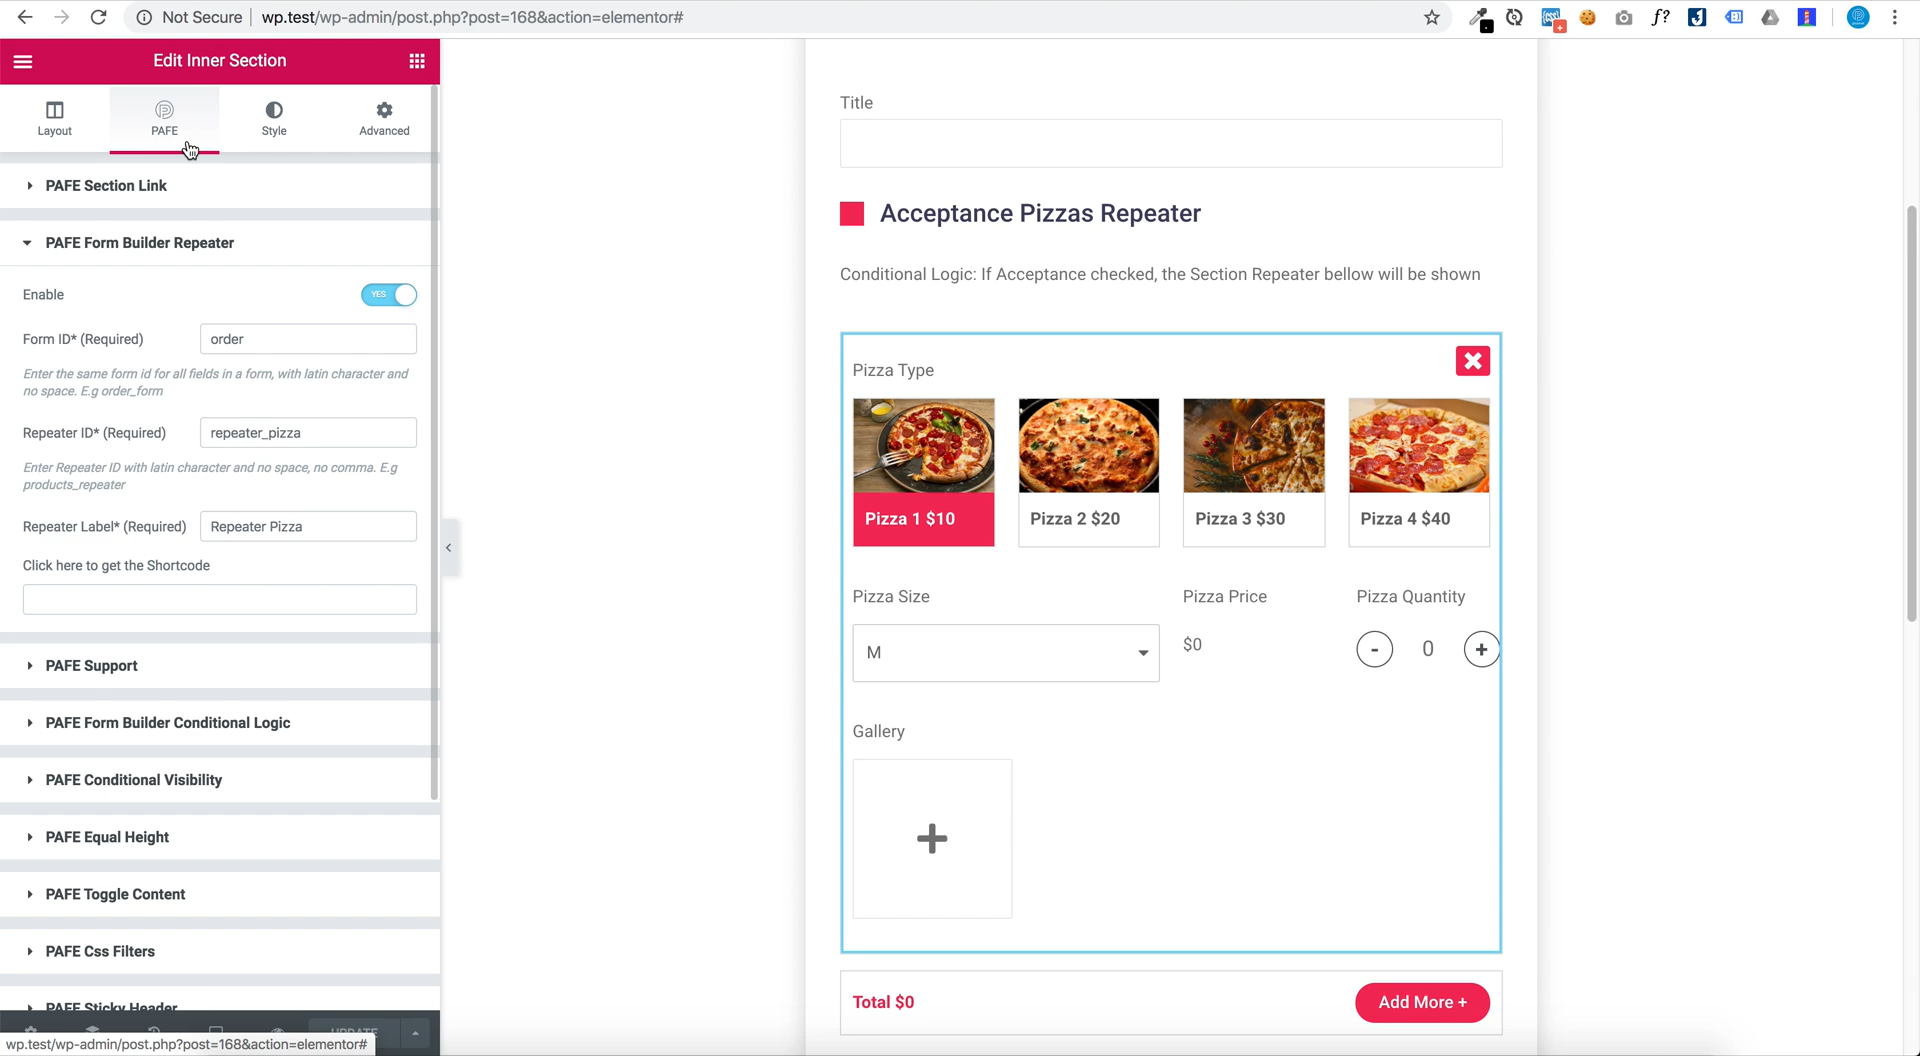 Not Secure | wp.test/wp-admin/post.php?post=168&action=elementor#
f?
Edit Inner Section
Layout
PAFE
Style
Advanced
PAFE Section Link
PAFE Form Builder Repeater
Enable
YES
Form ID* (Required)
order
Enter the same form id for all fields in a form, with latin character and
no space. E.g order_form
Repeater ID* (Required)
repeater_pizza
Enter Repeater ID with latin character and no space, no comma. E.g
products_repeater
Repeater Label* (Required)
Repeater Pizza
Click here to get the Shortcode
PAFE Support
PAFE Form Builder Conditional Logic
PAFE Conditional Visibility
PAFE Equal Height
PAFE Toggle Content
PAFE Css Filters
PAFE Sticky Header
UPDATE
wp.test/wp-admin/post.php?post=168&action=elementor#
Title
Acceptance Pizzas Repeater
Conditional Logic: If Acceptance checked, the Section Repeater bellow will be shown
Pizza Type
Pizza 1 $10
Pizza 2 $20
Pizza 3 $30
Pizza 4 $40
Pizza Size
Pizza Price
Pizza Quantity
M
$0
- 0 +
Gallery
+
Total $0
Add More +